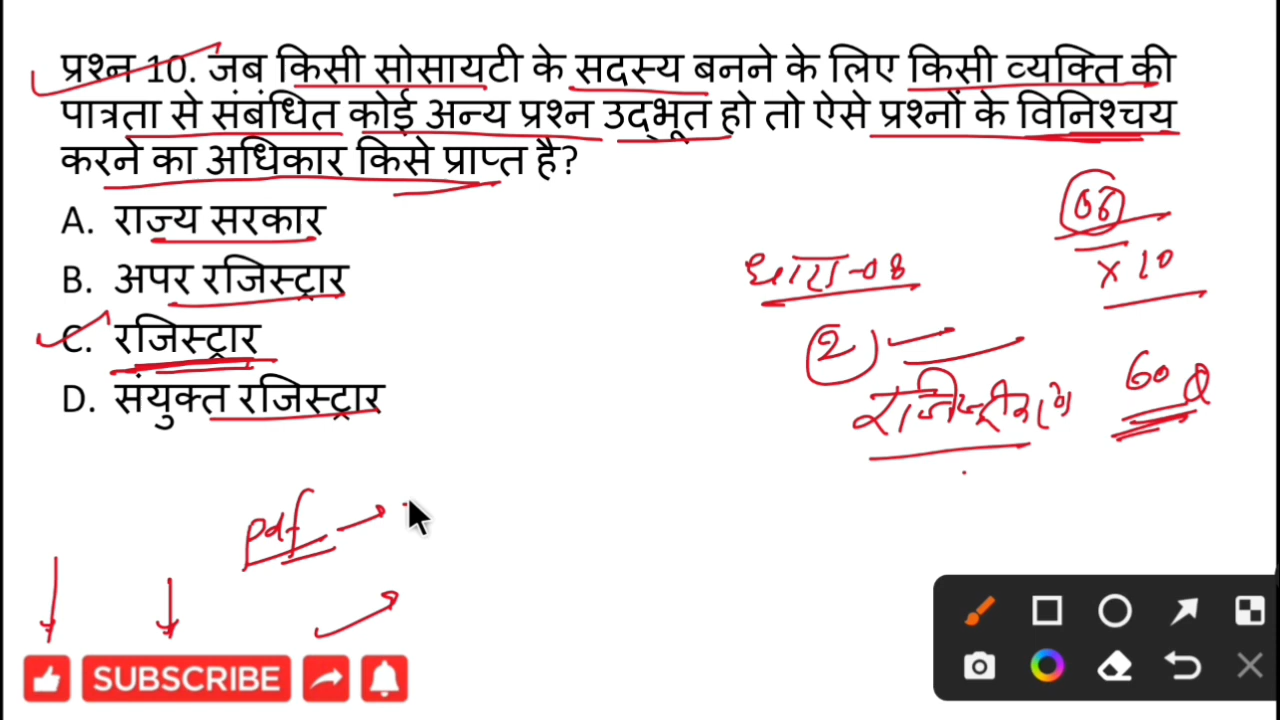 प्रश्न 10. जब किसी सोसायटी के सदस्य बनने के लिए किसी व्यक्ति की
पात्रता से संबंधित कोई अन्य प्रश्न उद्भूत हो तो ऐसे प्रश्नों के विनिश्चय
करने का अधिकार किसे प्राप्त है?
A. राज्य सरकार
B. अपर रजिस्ट्रार
C. रजिस्ट्रार
D. संयुक्त रजिस्ट्रार
06
× 10
धारा-08
(2)
60 Q
pdf
SUBSCRIBE